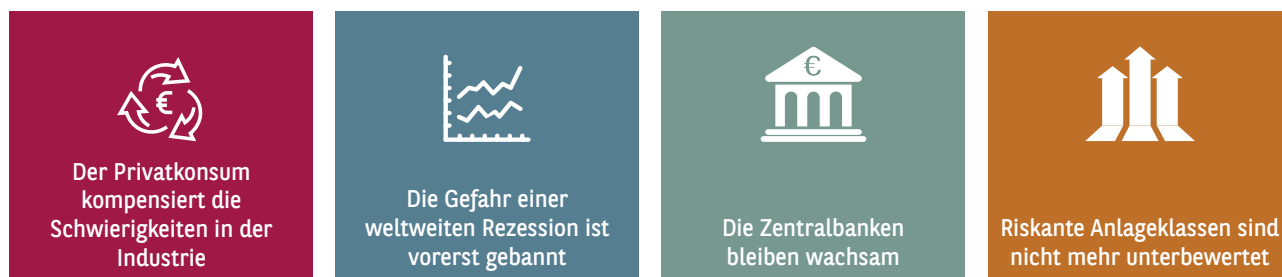 €
Der Privatkonsum
kompensiert die
Schwierigkeiten in der
Industrie
Die Gefahr einer
weltweiten Rezession ist
vorerst gebannt
€
Die Zentralbanken
bleiben wachsam
Riskante Anlageklassen sind
nicht mehr unterbewertet